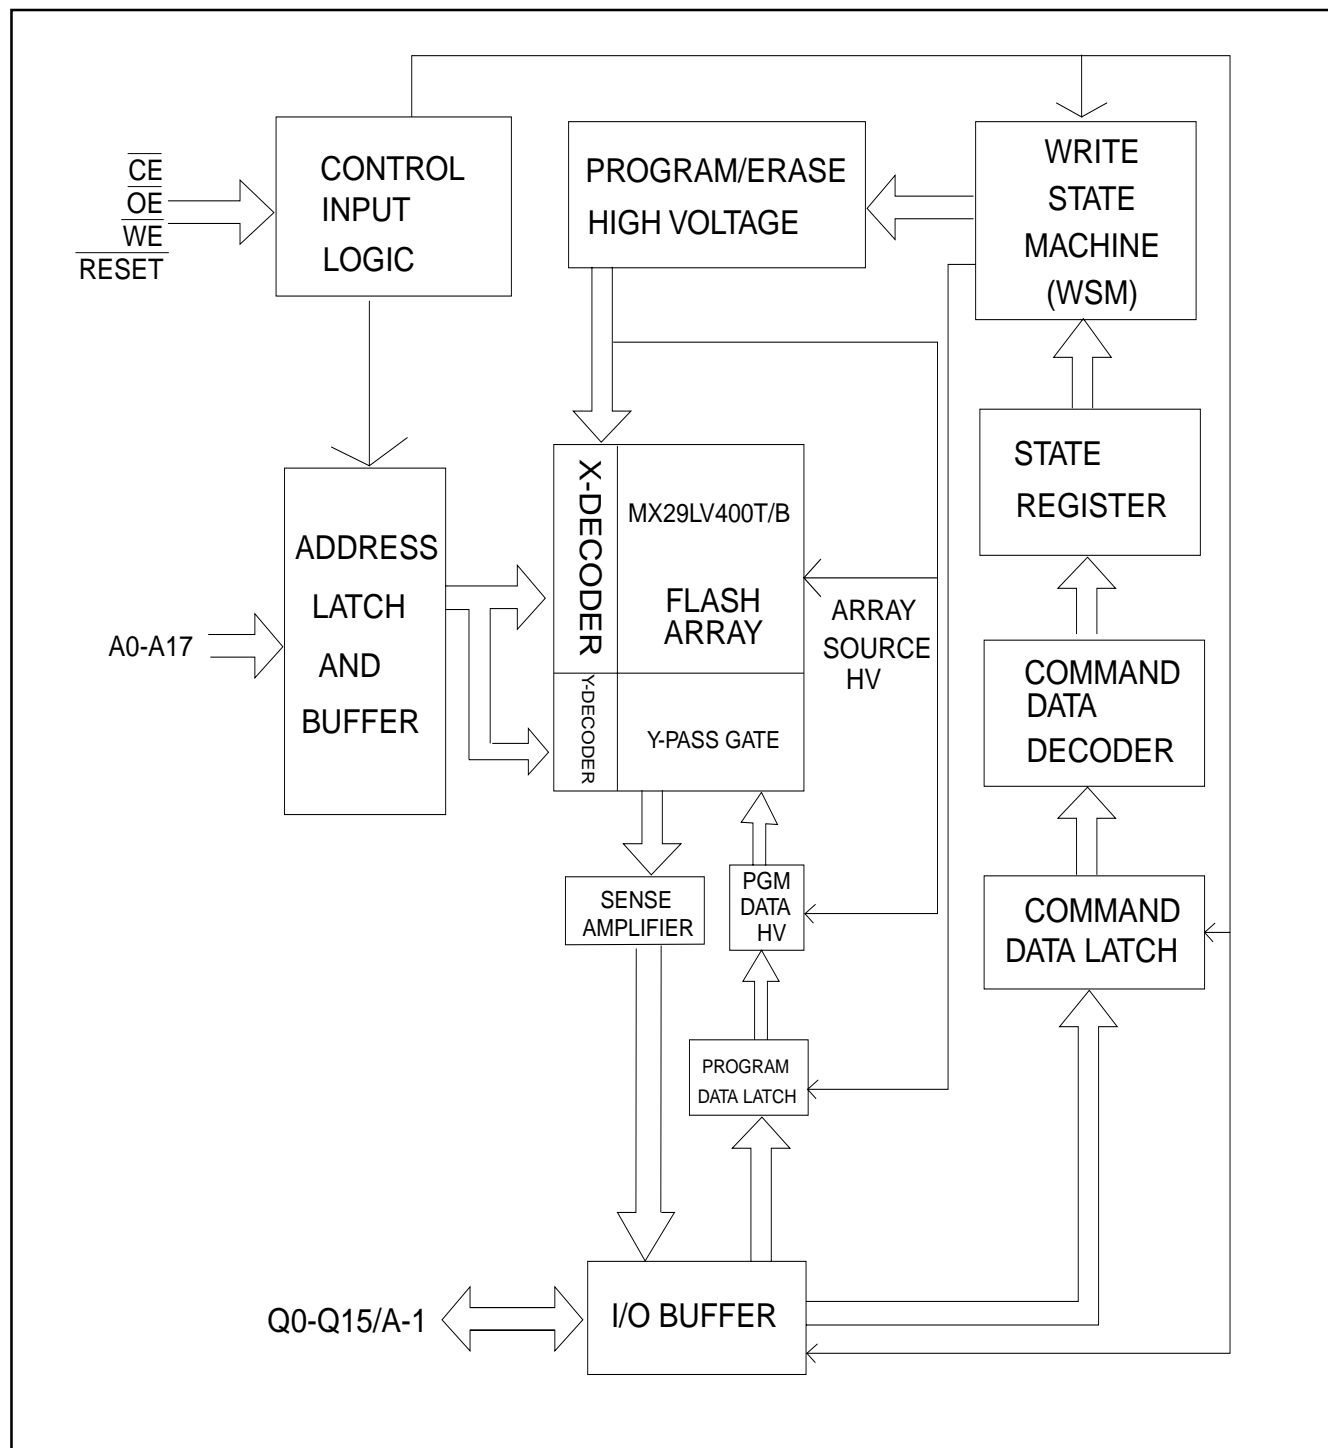 CE
OE
WE
RESET
CONTROL
INPUT
LOGIC
PROGRAM/ERASE
HIGH VOLTAGE
WRITE
STATE
MACHINE
(WSM)
STATE
REGISTER
ADDRESS
LATCH
AND
BUFFER
A0-A17
X-DECODER
MX29LV400T/B
FLASH
ARRAY
ARRAY
SOURCE
HV
Y-DECODER
Y-PASS GATE
COMMAND
DATA
DECODER
SENSE
AMPLIFIER
PGM
DATA
HV
COMMAND
DATA LATCH
PROGRAM
DATA LATCH
Q0-Q15/A-1
I/O BUFFER